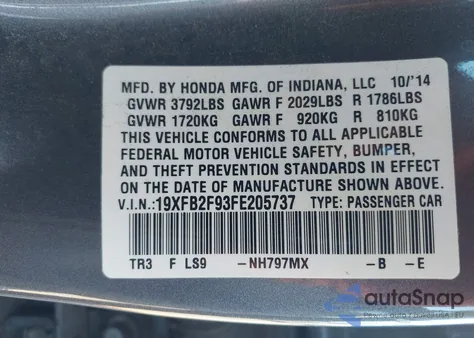 MFD. BY HONDA MFG. OF INDIANA, LLC 10/'14
GVWR 3792LBS GAWR F 2029LBS R 1786LBS
GVWR 1720KG GAWR F 920KG R 810KG
THIS VEHICLE CONFORMS TO ALL APPLICABLE
FEDERAL MOTOR VEHICLE SAFETY, BUMPER,
AND THEFT PREVENTION STANDARDS IN EFFECT
ON THE DATE OF MANUFACTURE SHOWN ABOVE.
V.I.N.:19XFB2F93FE205737 TYPE: PASSENGER CAR
TR3 F LS9 -NH797MX -B -E
autoSnap